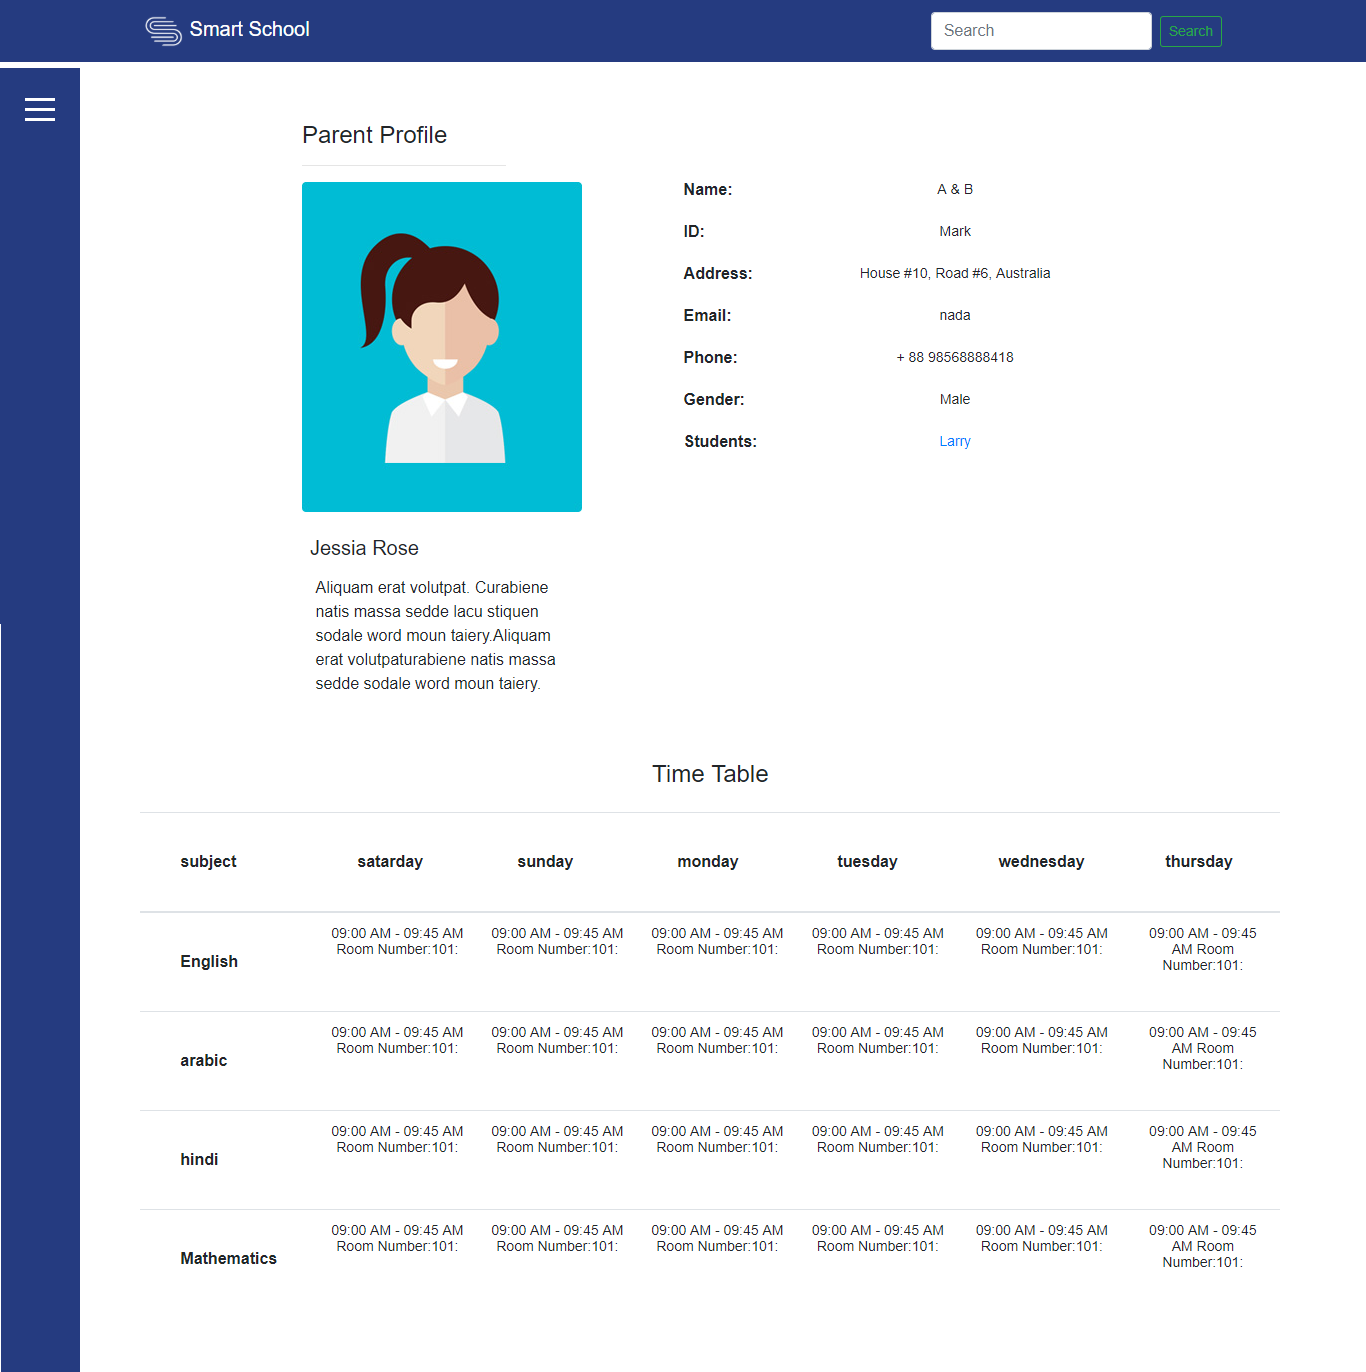 Smart School
Search
Search
Parent Profile
Name:
A & B
ID:
Mark
Address:
House #10, Road #6, Australia
Email:
nada
Phone:
+ 88 98568888418
Gender:
Male
Students:
Larry
Jessia Rose
Aliquam erat volutpat. Curabiene
natis massa sedde lacu stiquen
sodale word moun taiery.Aliquam
erat volutpaturabiene natis massa
sedde sodale word moun taiery.
Time Table
subject satarday sunday monday tuesday wednesday thursday
English
09:00 AM - 09:45 AM
Room Number:101:
09:00 AM - 09:45 AM
Room Number:101:
09:00 AM - 09:45 AM
Room Number:101:
09:00 AM - 09:45 AM
Room Number:101:
09:00 AM - 09:45 AM
Room Number:101:
09:00 AM - 09:45
AM Room
Number:101:
arabic
09:00 AM - 09:45 AM
Room Number:101:
09:00 AM - 09:45 AM
Room Number:101:
09:00 AM - 09:45 AM
Room Number:101:
09:00 AM - 09:45 AM
Room Number:101:
09:00 AM - 09:45 AM
Room Number:101:
09:00 AM - 09:45
AM Room
Number:101:
hindi
09:00 AM - 09:45 AM
Room Number:101:
09:00 AM - 09:45 AM
Room Number:101:
09:00 AM - 09:45 AM
Room Number:101:
09:00 AM - 09:45 AM
Room Number:101:
09:00 AM - 09:45 AM
Room Number:101:
09:00 AM - 09:45
AM Room
Number:101:
Mathematics
09:00 AM - 09:45 AM
Room Number:101:
09:00 AM - 09:45 AM
Room Number:101:
09:00 AM - 09:45 AM
Room Number:101:
09:00 AM - 09:45 AM
Room Number:101:
09:00 AM - 09:45 AM
Room Number:101:
09:00 AM - 09:45
AM Room
Number:101: